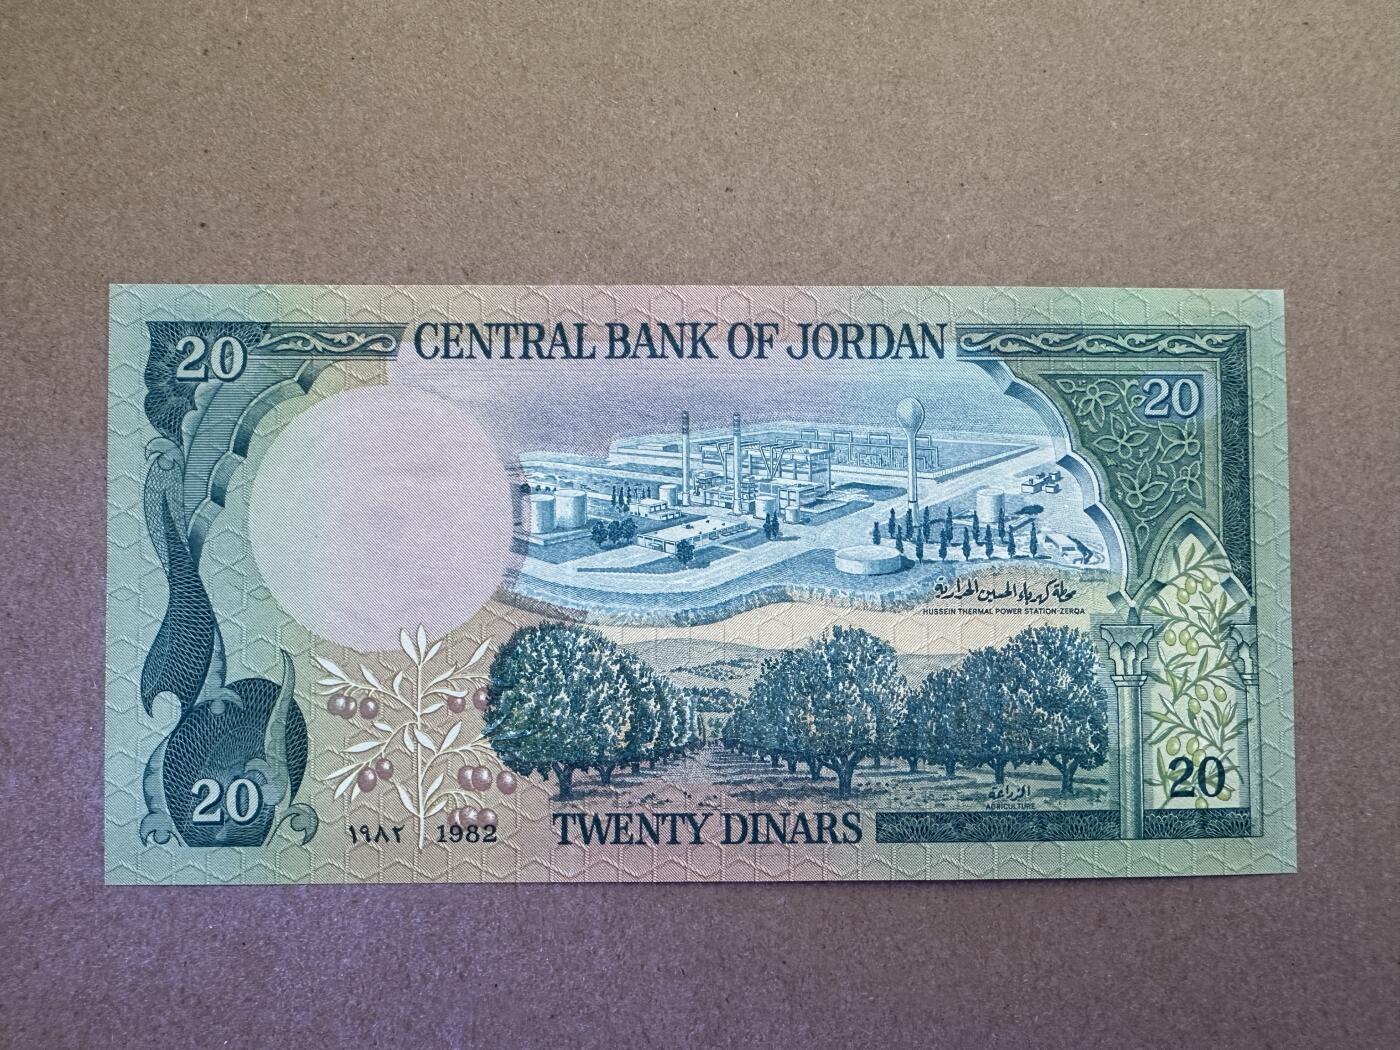 CENTRAL BANK OF JORDAN
20
20
محطة كهرباء الحسين الحرارية
HUSSEIN THERMAL POWER STATION-ZERQA
الزراعة
AGRICULTURE
20
20
١٩٨٢ 1982
TWENTY DINARS